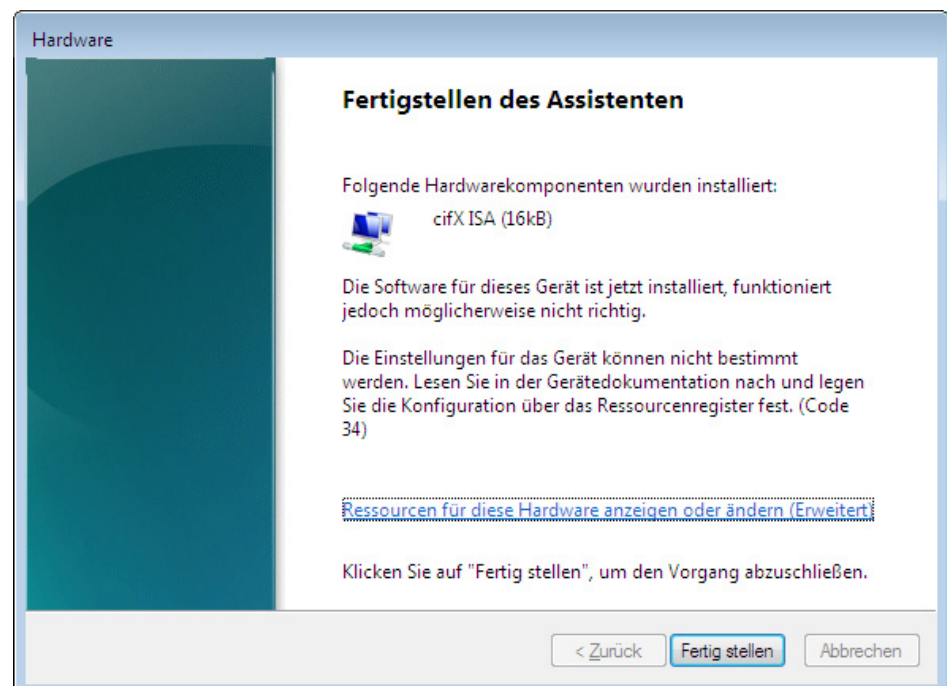 Hardware
Fertigstellen des Assistenten
Folgende Hardwarekomponenten wurden installiert:
cifX ISA (16kB)
Die Software für dieses Gerät ist jetzt installiert, funktioniert
jedoch möglicherweise nicht richtig.
Die Einstellungen für das Gerät können nicht bestimmt
werden. Lesen Sie in der Gerätedokumentation nach und legen
Sie die Konfiguration über das Ressourcenregister fest. (Code
34)
Ressourcen für diese Hardware anzeigen oder ändern (Erweitert)
Klicken Sie auf "Fertig stellen", um den Vorgang abzuschließen.
< Zurück Fertig stellen Abbrechen